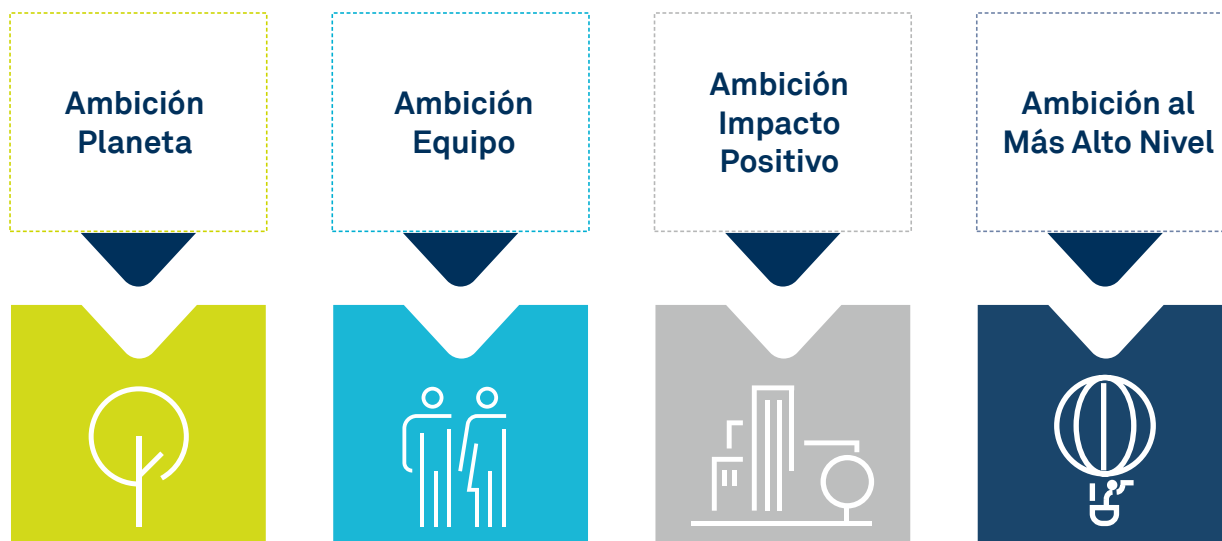 Ambición
Planeta
Ambición
Equipo
Ambición
Impacto
Positivo
Ambición al
Más Alto Nivel